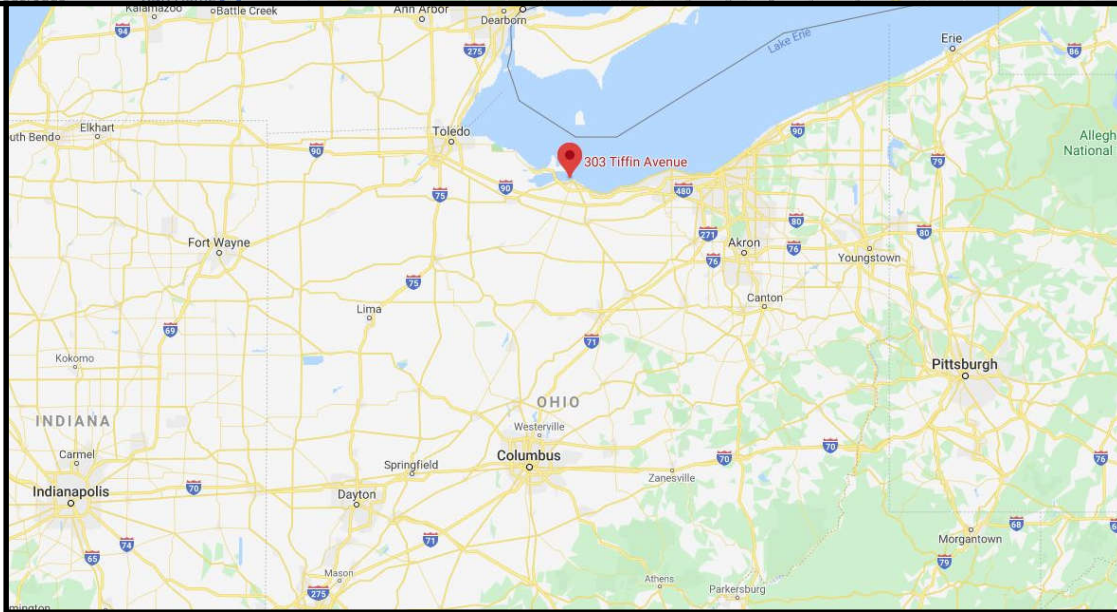 Kalamazoo
Battle Creek
Ann Arbor
Dearborn
94
275
Lake Erie
Erie
86
uth Bend
Elkhart
90
Toledo
90
79
Allegh
National
303 Tiffin Avenue
75
90
480
Fort Wayne
271
Akron
80
76
80
76
Youngstown
75
Canton
Lima
69
71
Kokomo
Pittsburgh
OHIO
INDIANA
Westerville
Carmel
Springfield
Columbus
70
70
76
Zanesville
Indianapolis
70
Dayton
71
68
Morgantown
74
65
79
Mason
275
Athens
Parkersburg
mington